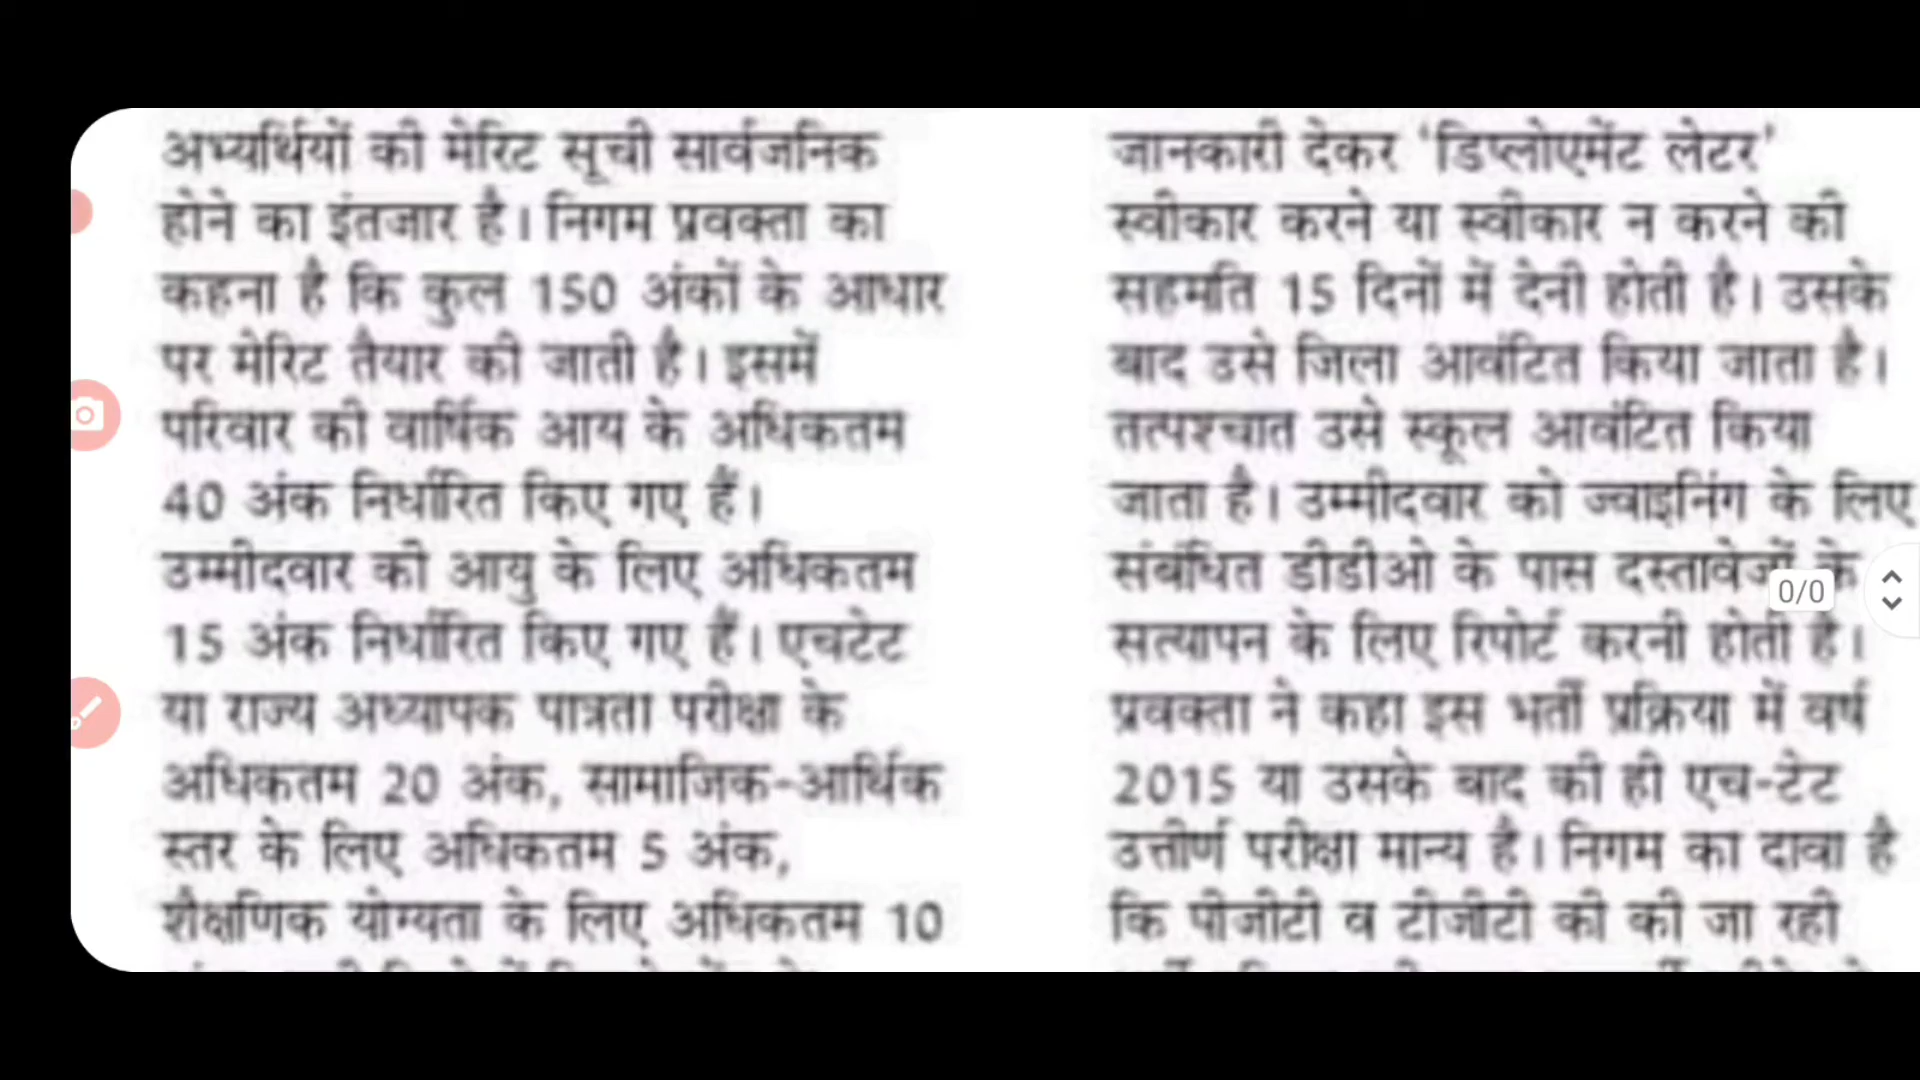 अभ्यर्थियों की मेरिट सूची सार्वजनिक
होने का इंतजार है। निगम प्रवक्ता का
कहना है कि कुल 150 अंकों के आधार
पर मेरिट तैयार की जाती है। इसमें
परिवार की वार्षिक आय के अधिकतम
40 अंक निर्धारित किए गए हैं।
उम्मीदवार की आयु के लिए अधिकतम
15 अंक निर्धारित किए गए हैं। एचटेट
या राज्य अध्यापक पात्रता परीक्षा के
अधिकतम 20 अंक, सामाजिक-आर्थिक
स्तर के लिए अधिकतम 5 अंक,
शैक्षणिक योग्यता के लिए अधिकतम 10
जानकारी देकर 'डिप्लोएमेंट लेटर'
स्वीकार करने या स्वीकार न करने की
सहमति 15 दिनों में देनी होती है। उसके
बाद उसे जिला आवंटित किया जाता है।
तत्पश्चात उसे स्कूल आवंटित किया
जाता है। उम्मीदवार को ज्वाइनिंग के लिए
संबंधित डीडीओ के पास दस्तावेजों के
सत्यापन के लिए रिपोर्ट करनी होती है।
प्रवक्ता ने कहा इस भर्ती प्रक्रिया में वर्ष
2015 या उसके बाद की ही एच-टेट
उत्तीर्ण परीक्षा मान्य है। निगम का दावा है
कि पीजीटी व टीजीटी की की जा रही
0/0